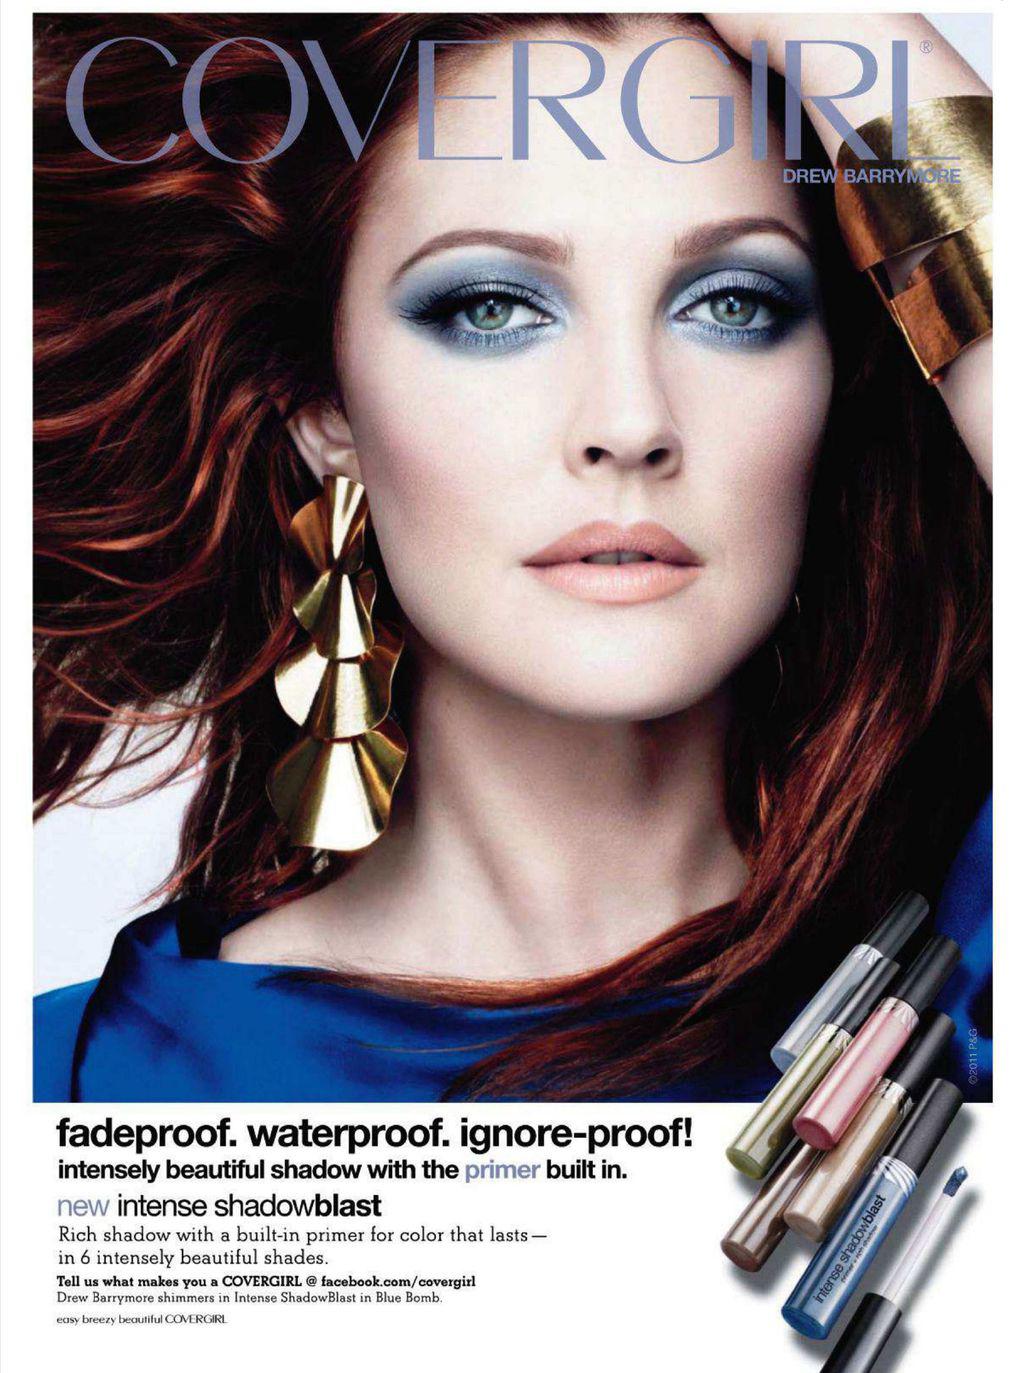 COVERGIRL®
DREW BARRYMORE
©2011 P&G
fadeproof. waterproof. ignore-proof!
intensely beautiful shadow with the primer built in.
new intense shadowblast
Rich shadow with a built-in primer for color that lasts—
in 6 intensely beautiful shades.
Tell us what makes you a COVERGIRL @ facebook.com/covergirl
Drew Barrymore shimmers in Intense ShadowBlast in Blue Bomb.
easy breezy beautiful COVERGIRL
intense shadowblast
primer + rich shadow